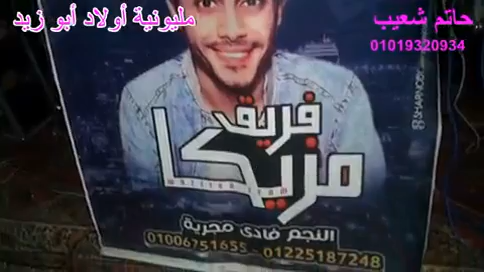 مليونية أولاد أبو زيد
حاتم شعيب
01019320934
فريق
مزيكا
النجم فادى مجرية
01006751655 - 01225187248